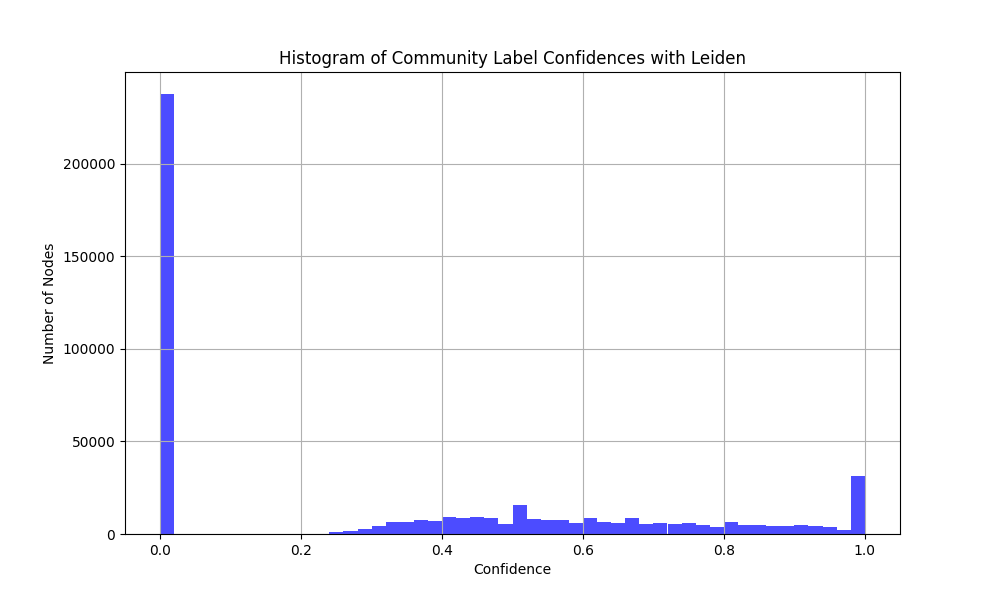 Histogram of Community Label Confidences with Leiden
200000
150000
100000
50000
0
Number of Nodes
0.0 0.2 0.4 0.6 0.8 1.0
Confidence